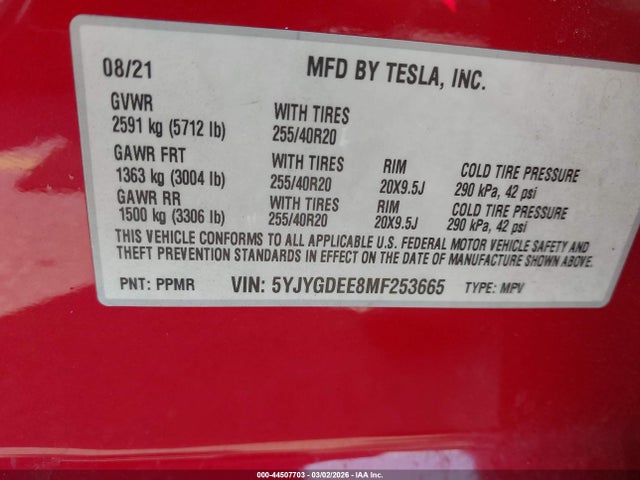 08/21 MFD BY TESLA, INC.
GVWR WITH TIRES
2591 kg (5712 lb) 255/40R20
GAWR FRT WITH TIRES RIM COLD TIRE PRESSURE
1363 kg (3004 lb) 255/40R20 20X9.5J 290 kPa, 42 psi
GAWR RR WITH TIRES RIM COLD TIRE PRESSURE
1500 kg (3306 lb) 255/40R20 20X9.5J 290 kPa, 42 psi
THIS VEHICLE CONFORMS TO ALL APPLICABLE U.S. FEDERAL MOTOR VEHICLE SAFETY AND
THEFT PREVENTION STANDARDS IN EFFECT ON THE DATE OF MANUFACTURE SHOWN ABOVE.
PNT: PPMR VIN: 5YJYGDEE8MF253665 TYPE: MPV
000-44507703 - 03/02/2026 - IAA Inc.